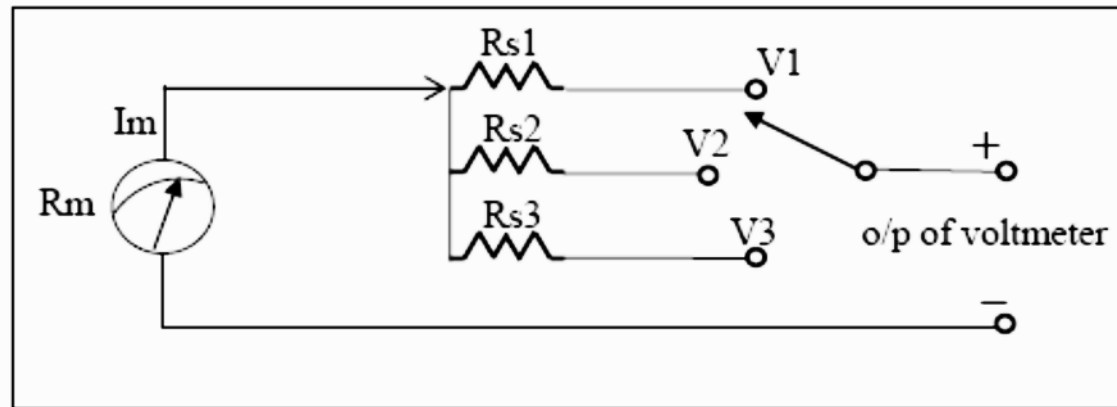 Rs1
V1
Im
Rs2
V2
+
Rm
Rs3
V3
o/p of voltmeter
−